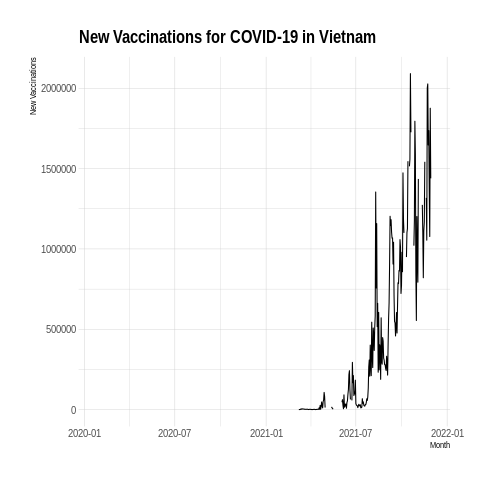 New Vaccinations for COVID-19 in Vietnam
New Vaccinations
2000000
1500000
1000000
500000
0
2020-01 2020-07 2021-01 2021-07 2022-01
Month